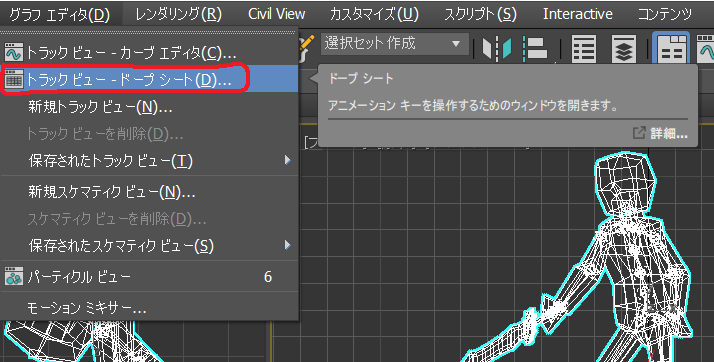 グラフ エディタ(D) レンダリング(R) Civil View カスタマイズ(U) スクリプト(S) Interactive コンテンツ
トラック ビュー - カーブ エディタ(C)...
選択セット 作成
トラック ビュー - ドープ シート(D)...
ドープ シート
新規トラック ビュー(N)...
アニメーション キーを操作するためのウィンドウを開きます。
トラック ビューを削除(D)...
詳細...
保存されたトラック ビュー(T)
新規スケマティク ビュー(N)...
スケマティク ビューを削除(D)...
保存されたスケマティク ビュー(S)
パーティクル ビュー 6
モーション ミキサー...